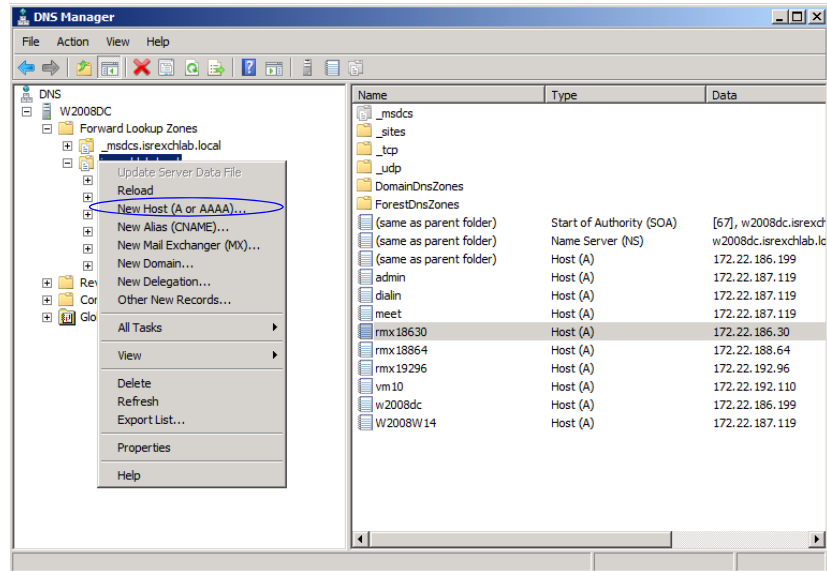 DNS Manager
File Action View Help
DNS
W2008DC
Forward Lookup Zones
_msdcs.isrexchlab.local
Rev
Con
Glo
Update Server Data File
Reload
New Host (A or AAAA)...
New Alias (CNAME)...
New Mail Exchanger (MX)...
New Domain...
New Delegation...
Other New Records...
All Tasks
View
Delete
Refresh
Export List...
Properties
Help
Name Type Data
_msdcs
_sites
_tcp
_udp
DomainDnsZones
ForestDnsZones
(same as parent folder) Start of Authority (SOA) [67], w2008dc.isrexch
(same as parent folder) Name Server (NS) w2008dc.isrexchlab.lo
(same as parent folder) Host (A) 172.22.186.199
admin Host (A) 172.22.187.119
dialin Host (A) 172.22.187.119
meet Host (A) 172.22.187.119
rmx18630 Host (A) 172.22.186.30
rmx18864 Host (A) 172.22.188.64
rmx19296 Host (A) 172.22.192.96
vm10 Host (A) 172.22.192.110
w2008dc Host (A) 172.22.186.199
W2008W14 Host (A) 172.22.187.119